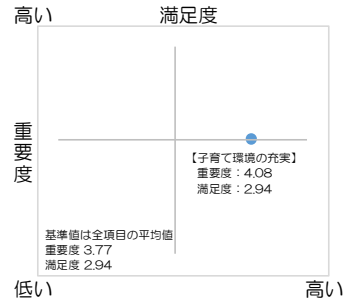 高い
満足度
重要度
【子育て環境の充実】
重要度：4.08
満足度：2.94
基準値は全項目の平均値
重要度 3.77
満足度 2.94
低い
高い